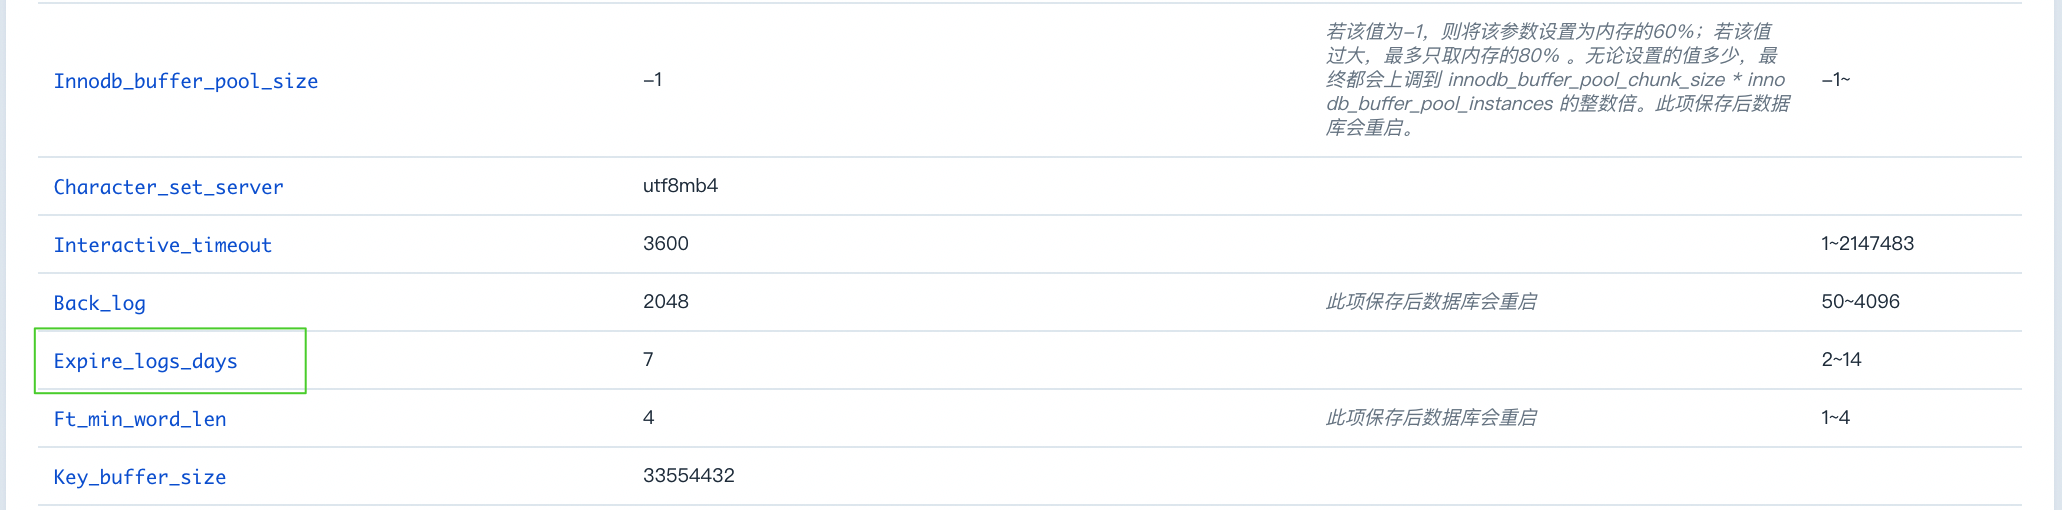 Innodb_buffer_pool_size
-1
若该值为-1，则将该参数设置为内存的60%；若该值
过大，最多只取内存的80% 。无论设置的值多少，最
终都会上调到 innodb_buffer_pool_chunk_size * inno
db_buffer_pool_instances 的整数倍。此项保存后数据
库会重启。
-1~
Character_set_server
utf8mb4
Interactive_timeout
3600
1~2147483
Back_log
2048
此项保存后数据库会重启
50~4096
Expire_logs_days
7
2~14
Ft_min_word_len
4
此项保存后数据库会重启
1~4
Key_buffer_size
33554432